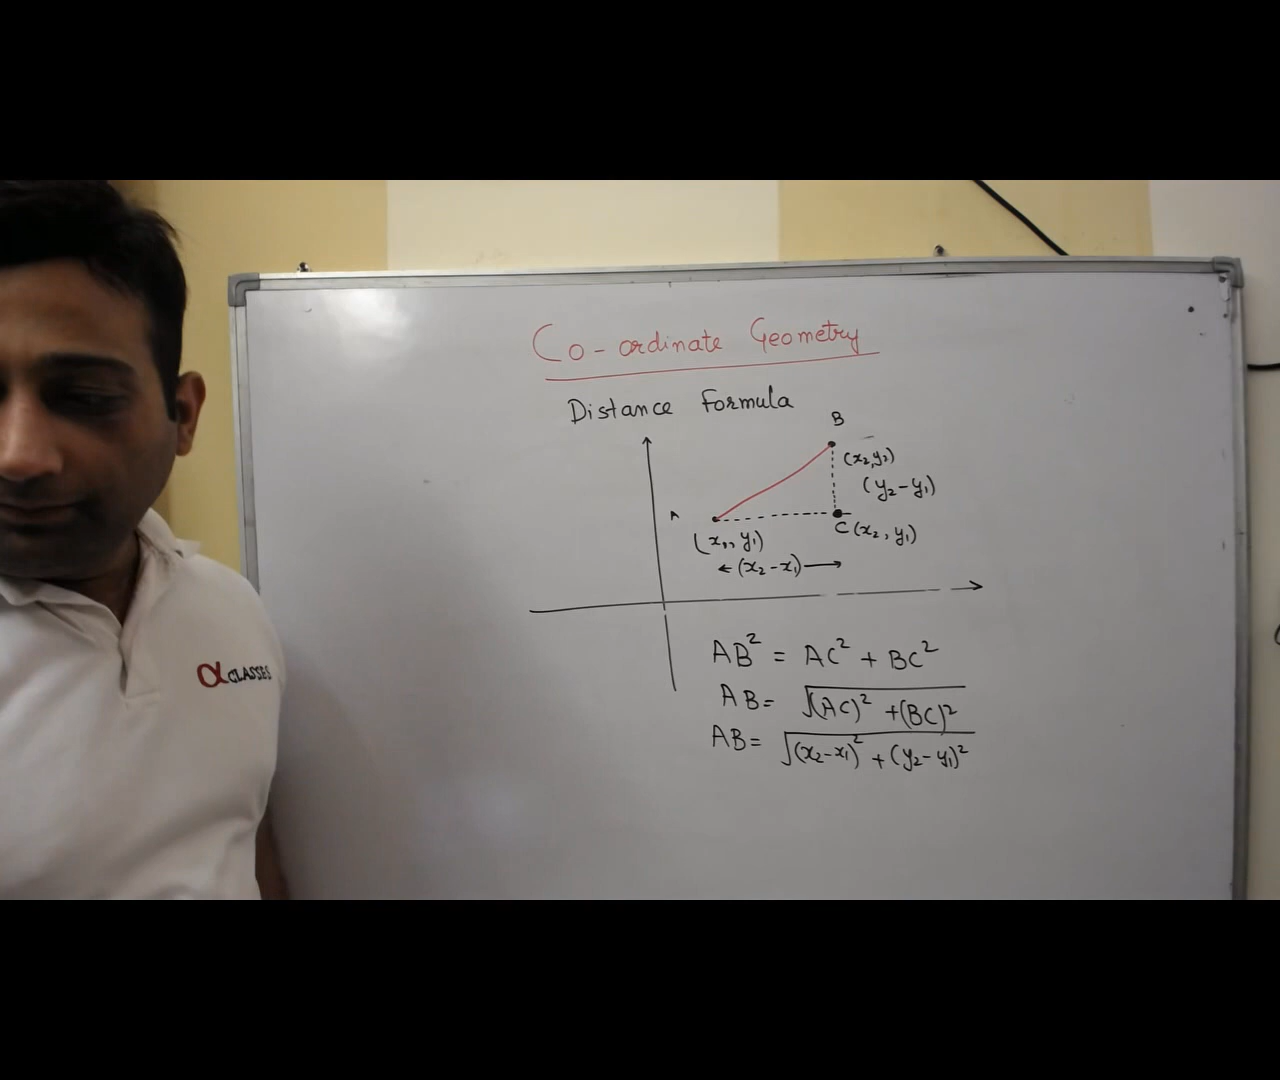 Co-ordinate Geometry
Distance formula
B
(x₂,y₂)
(y₂-y₁)
A
(x₁, y₁)
C(x₂, y₁)
(x₂-x₁)
AB² = AC² + BC²
AB = √(AC)² +(BC)²
AB = √(x₂-x₁)² + (y₂-y₁)²
α CLASSES